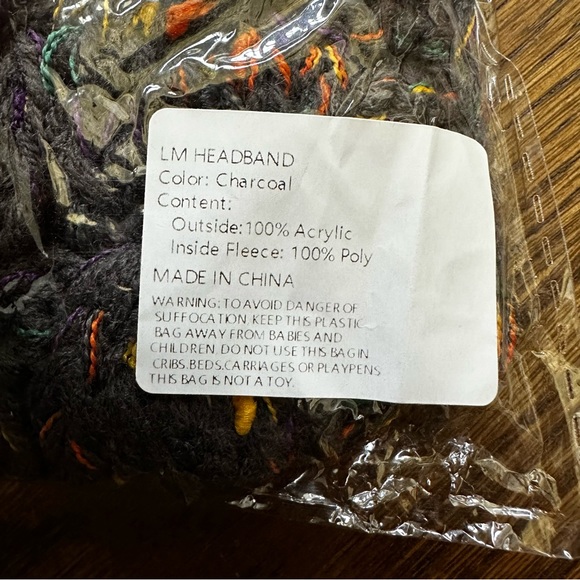 LM HEADBAND
Color: Charcoal
Content:
Outside:100% Acrylic
Inside Fleece: 100% Poly
MADE IN CHINA
WARNING: TO AVOID DANGER OF
SUFFOCATION KEEP THIS PLASTIC
BAG AWAY FROM BABIES AND
CHILDREN. DO NOT USE THIS BAG IN
CRIBS.BEDS.CARRIAGES OR PLAYPENS
THIS BAG IS NOT A TOY.